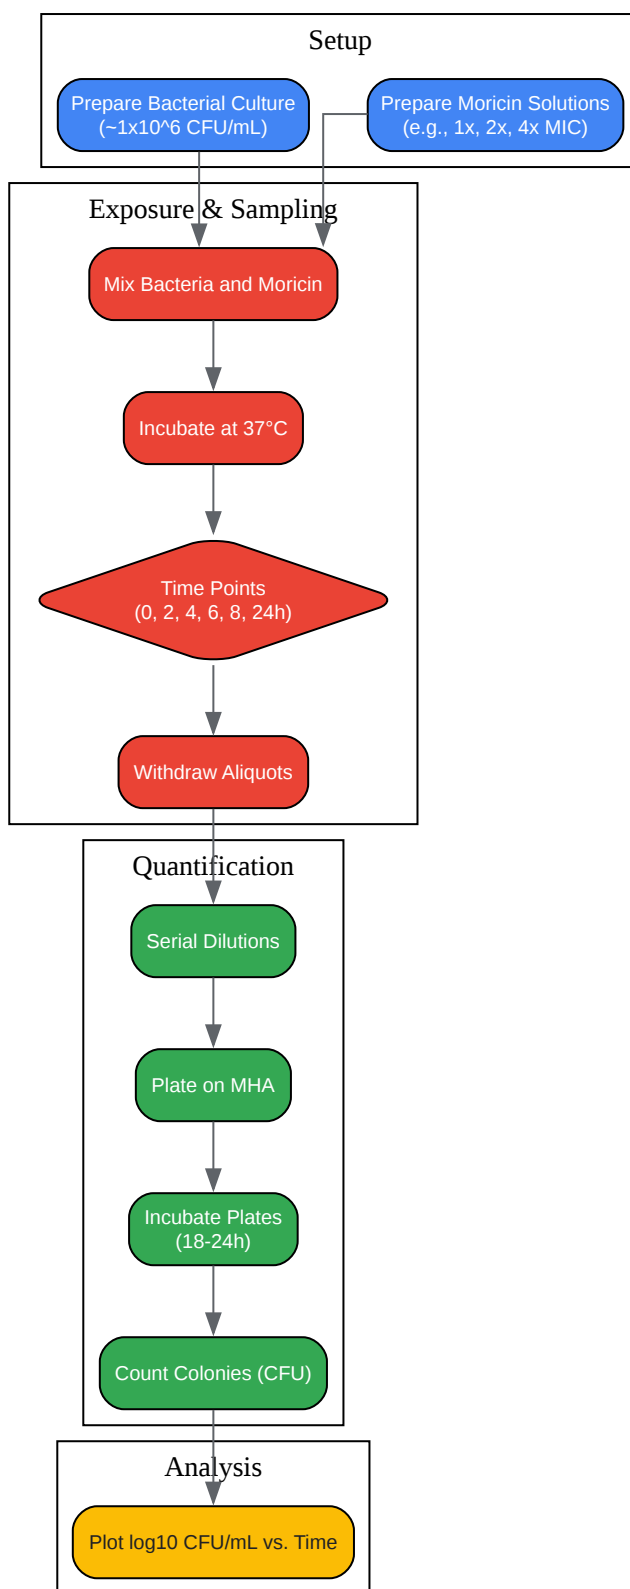 Setup
Prepare Bacterial Culture
(~1x10^6 CFU/mL)
Prepare Moricin Solutions
(e.g., 1x, 2x, 4x MIC)
Exposure & Sampling
Mix Bacteria and Moricin
Incubate at 37°C
Time Points
(0, 2, 4, 6, 8, 24h)
Withdraw Aliquots
Quantification
Serial Dilutions
Plate on MHA
Incubate Plates
(18-24h)
Count Colonies (CFU)
Analysis
Plot log10 CFU/mL vs. Time